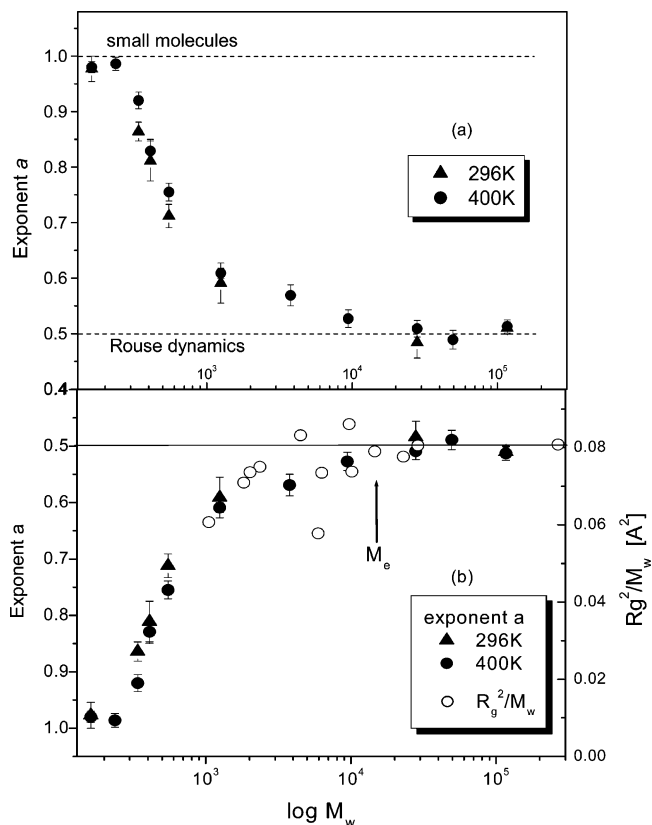 1.0
small molecules
0.9
(a)
296K
400K
0.8
Exponent a
0.7
0.6
0.5
Rouse dynamics
10³
10⁴
10⁵
0.4
0.4
0.5
0.08
0.6
0.06
Mₑ
0.7
(b)
Exponent a
Rg²/M_w [A²]
exponent a
0.04
0.8
296K
400K
0.9
R_g²/M_w
0.02
1.0
0.00
10³
10⁴
10⁵
log M_w